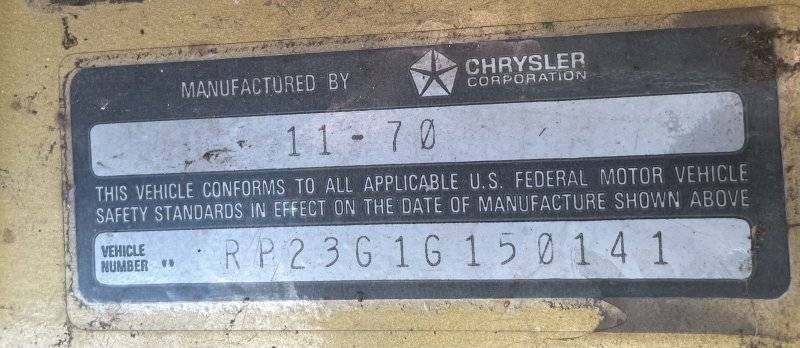 MANUFACTURED BY CHRYSLER CORPORATION
11-70
THIS VEHICLE CONFORMS TO ALL APPLICABLE U.S. FEDERAL MOTOR VEHICLE
SAFETY STANDARDS IN EFFECT ON THE DATE OF MANUFACTURE SHOWN ABOVE
VEHICLE
NUMBER " RP23G1G150141